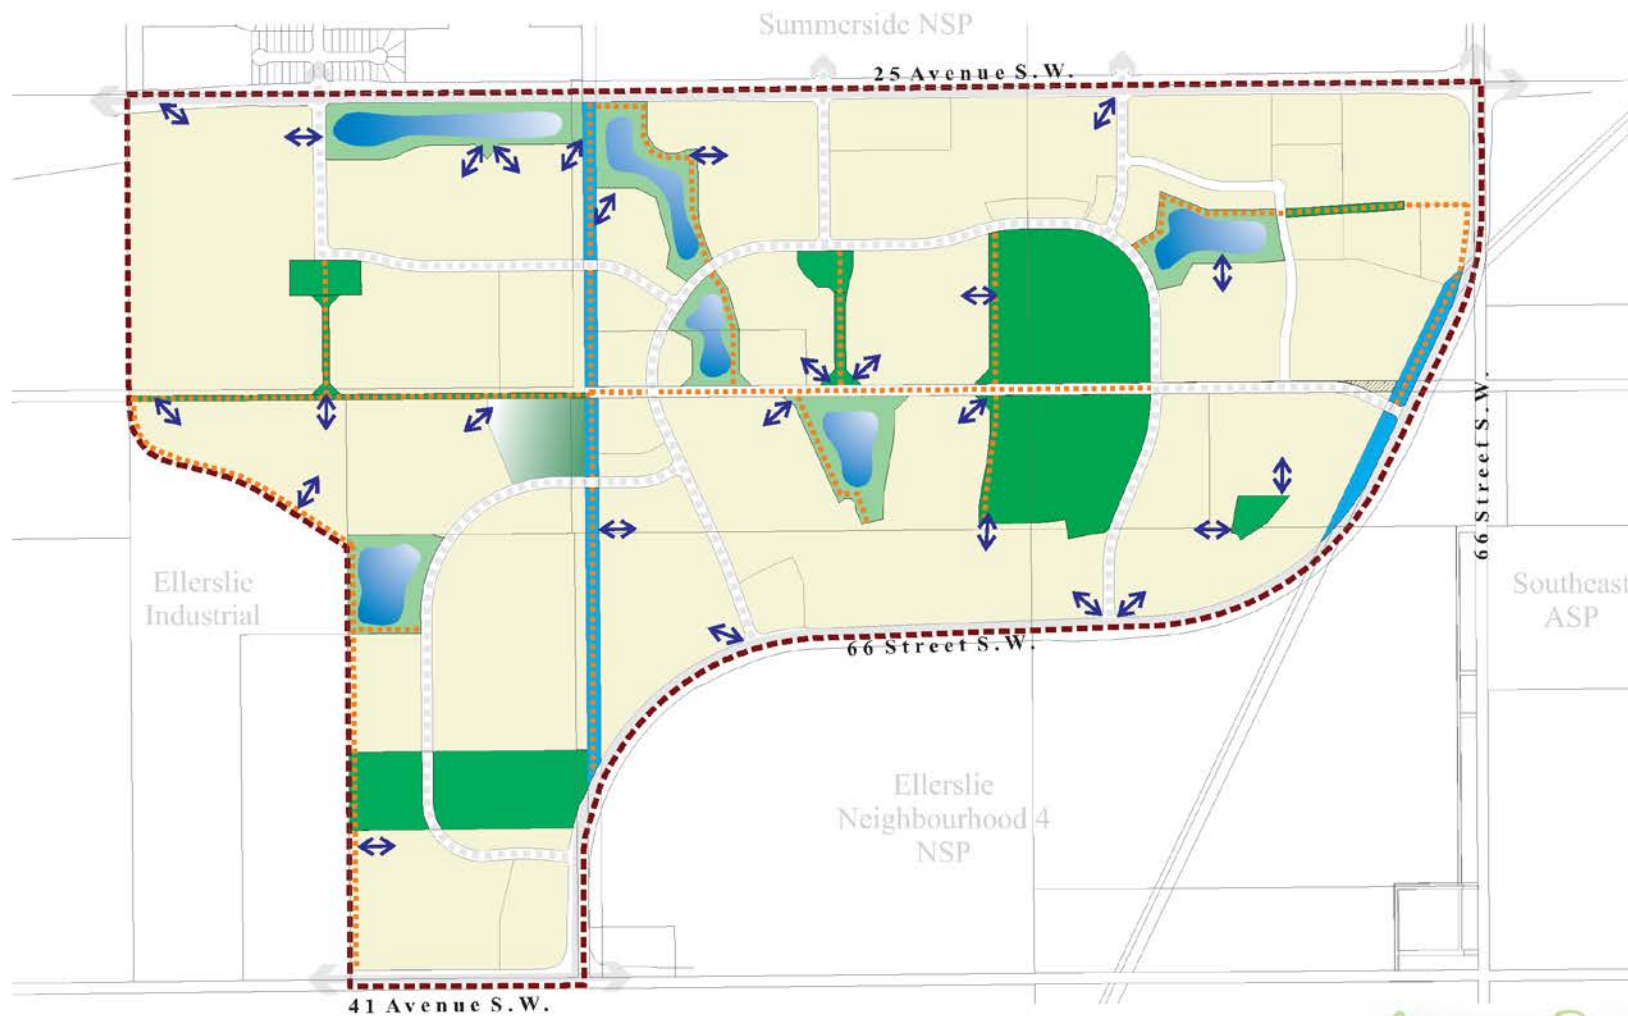 Summerside NSP
25 Avenue S.W.
66 Street S.W.
Ellerslie
Industrial
Southeast
ASP
66 Street S.W.
Ellerslie
Neighbourhood 4
NSP
41 Avenue S.W.